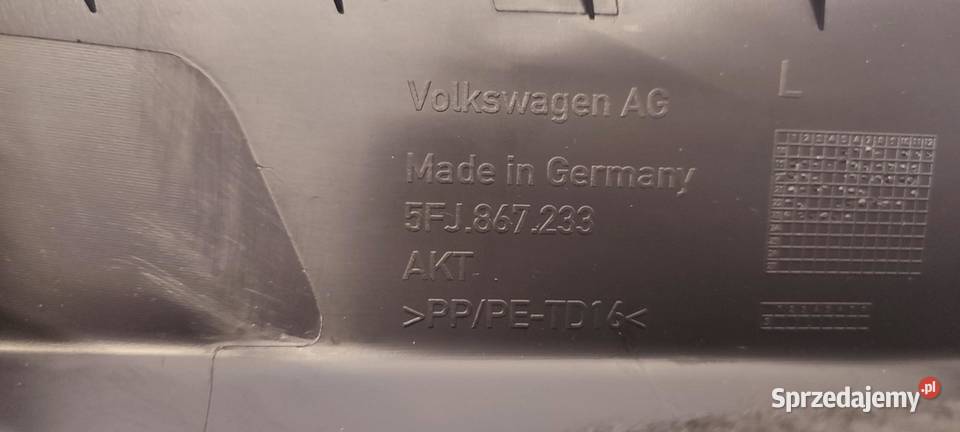 Volkswagen AG
L
Made in Germany
5FJ.867.233
AKT
>PP/PE-TD16<
Sprzedajemy.pl